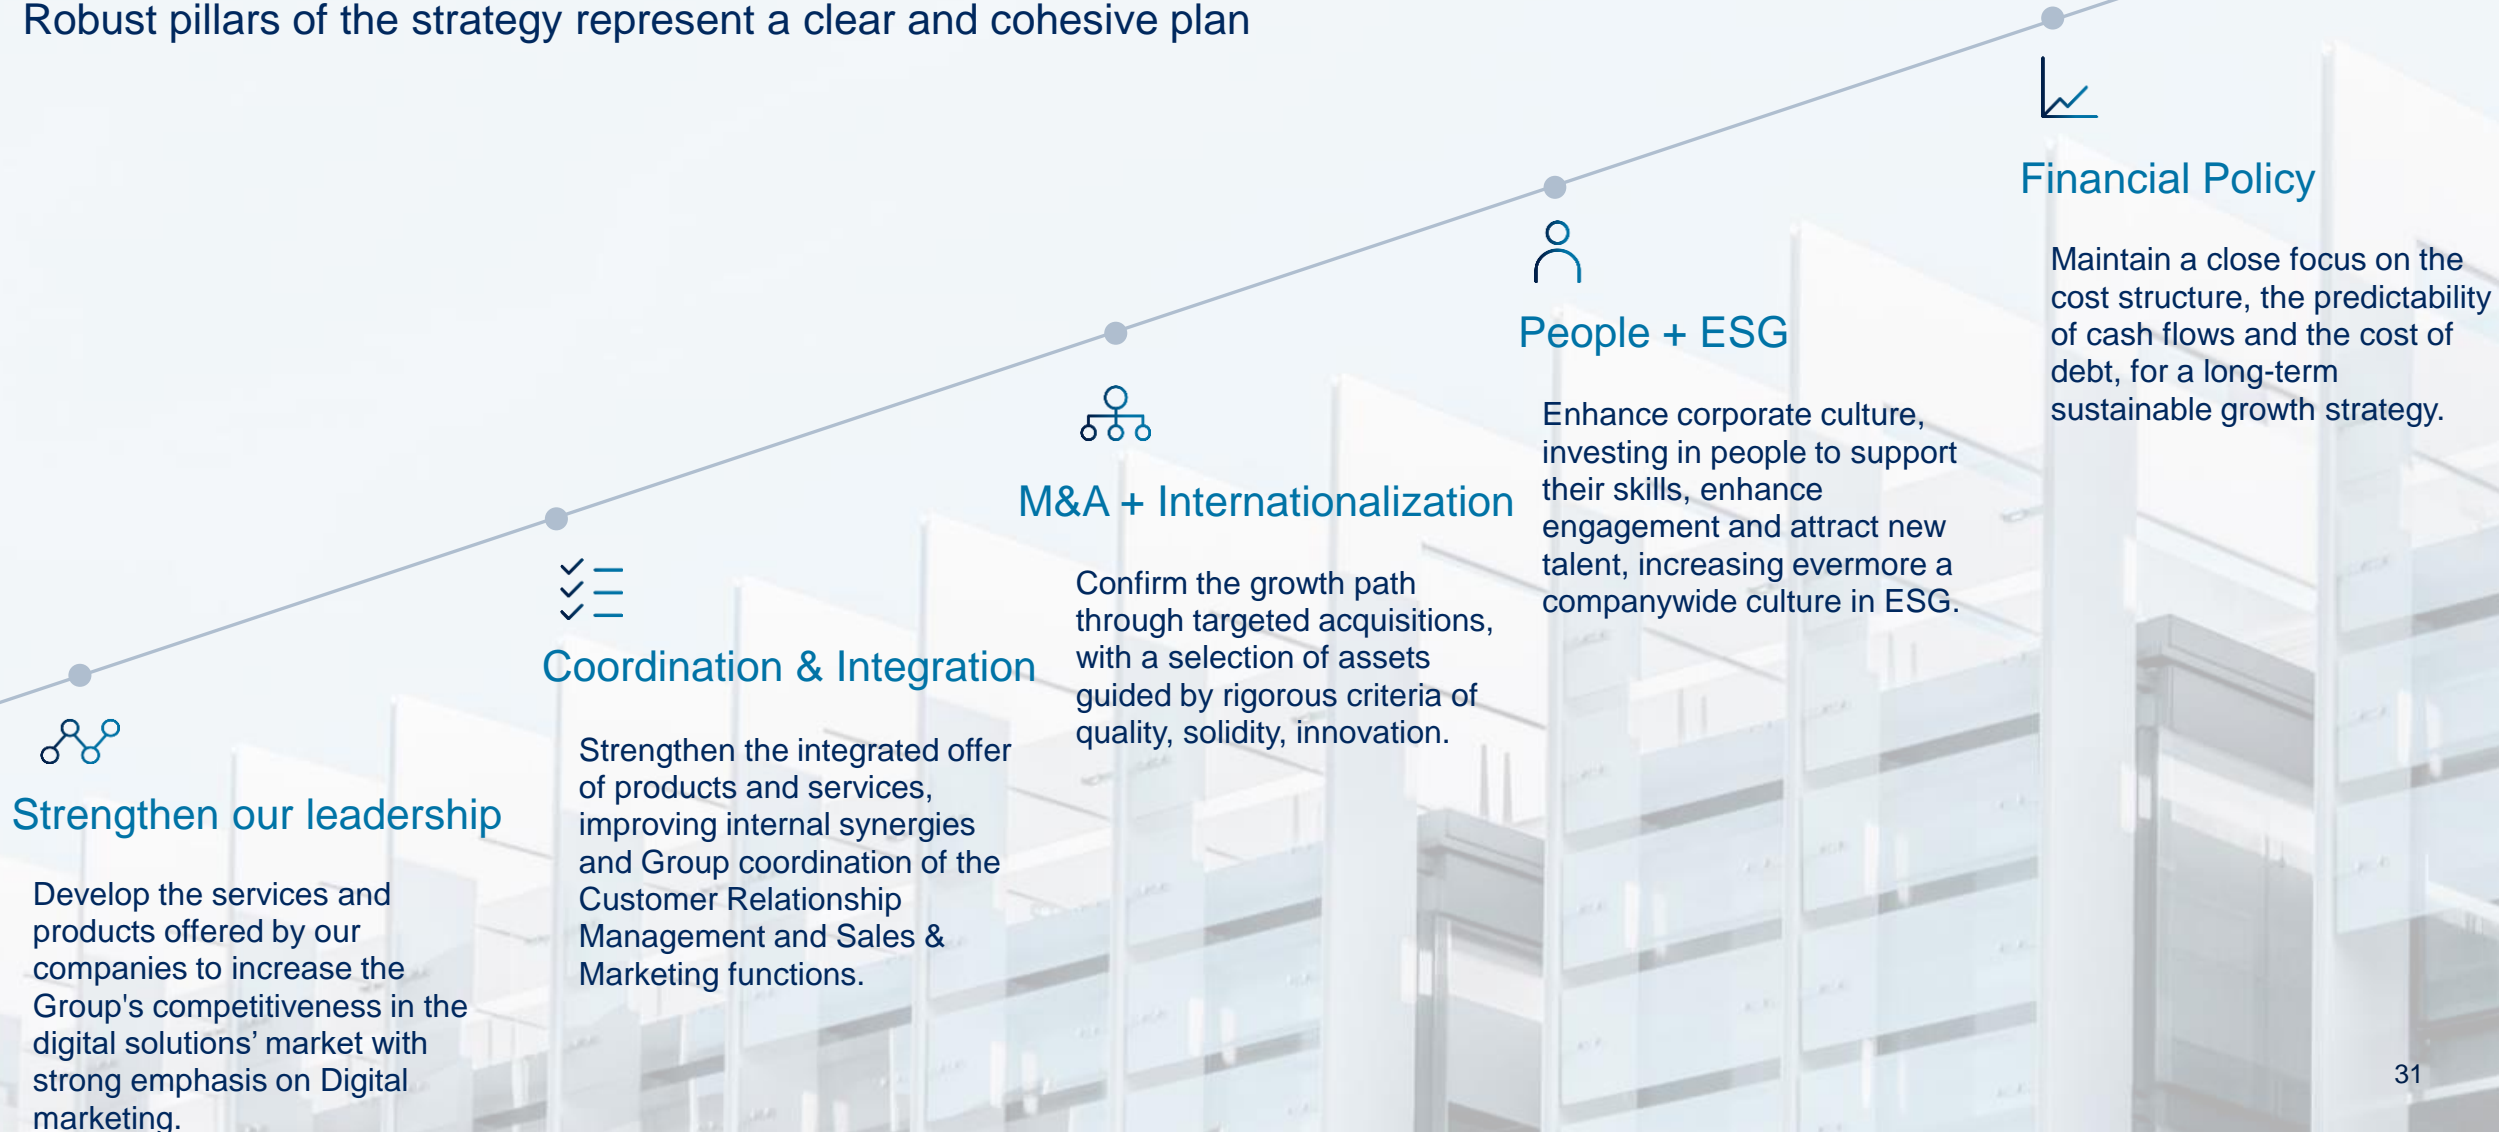 Robust pillars of the strategy represent a clear and cohesive plan
Strengthen our leadership
Develop the services and
products offered by our
companies to increase the
Group's competitiveness in the
digital solutions’ market with
strong emphasis on Digital
marketing.
Coordination & Integration
Strengthen the integrated offer
of products and services,
improving internal synergies
and Group coordination of the
Customer Relationship
Management and Sales &
Marketing functions.
M&A + Internationalization
Confirm the growth path
through targeted acquisitions,
with a selection of assets
guided by rigorous criteria of
quality, solidity, innovation.
People + ESG
Enhance corporate culture,
investing in people to support
their skills, enhance
engagement and attract new
talent, increasing evermore a
companywide culture in ESG.
Financial Policy
Maintain a close focus on the
cost structure, the predictability
of cash flows and the cost of
debt, for a long-term
sustainable growth strategy.
31